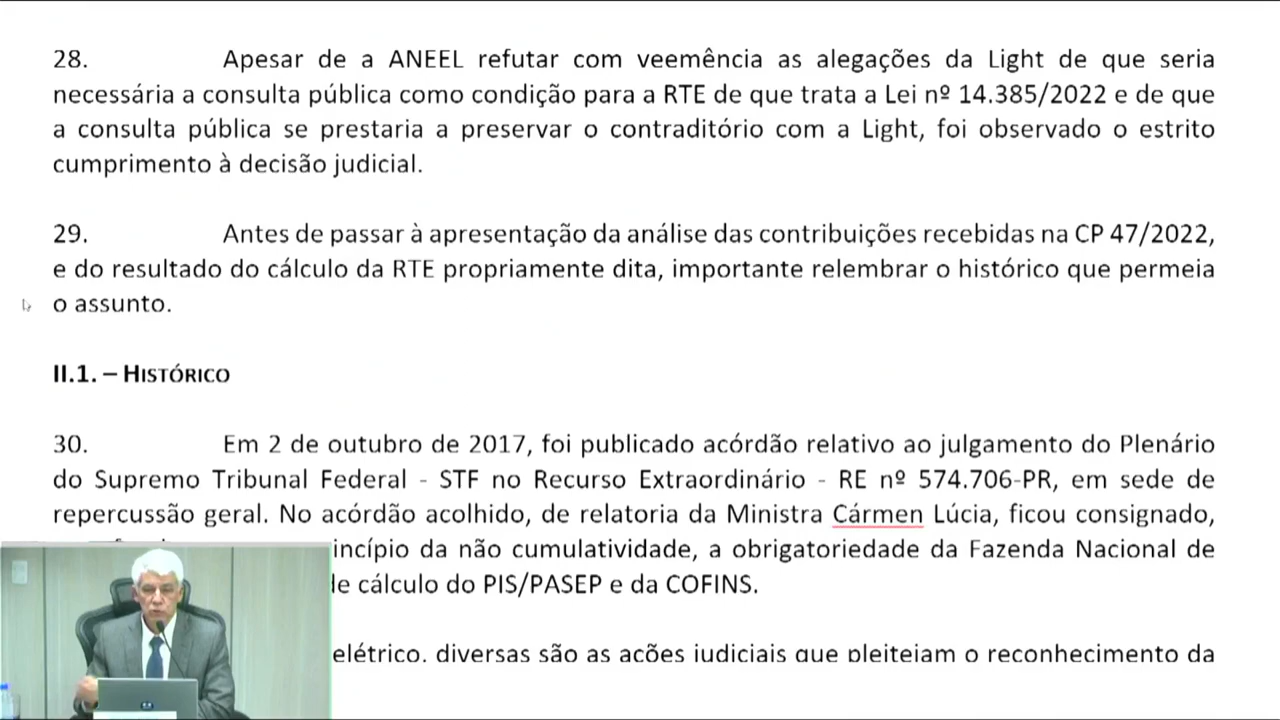 28. Apesar de a ANEEL refutar com veemência as alegações da Light de que seria
necessária a consulta pública como condição para a RTE de que trata a Lei nº 14.385/2022 e de que
a consulta pública se prestaria a preservar o contraditório com a Light, foi observado o estrito
cumprimento à decisão judicial.
29. Antes de passar à apresentação da análise das contribuições recebidas na CP 47/2022,
e do resultado do cálculo da RTE propriamente dita, importante relembrar o histórico que permeia
o assunto.
II.1. – HISTÓRICO
30. Em 2 de outubro de 2017, foi publicado acórdão relativo ao julgamento do Plenário
do Supremo Tribunal Federal - STF no Recurso Extraordinário - RE nº 574.706-PR, em sede de
repercussão geral. No acórdão acolhido, de relatoria da Ministra Cármen Lúcia, ficou consignado,
incípio da não cumulatividade, a obrigatoriedade da Fazenda Nacional de
de cálculo do PIS/PASEP e da COFINS.
elétrico, diversas são as ações judiciais que pleiteiam o reconhecimento da